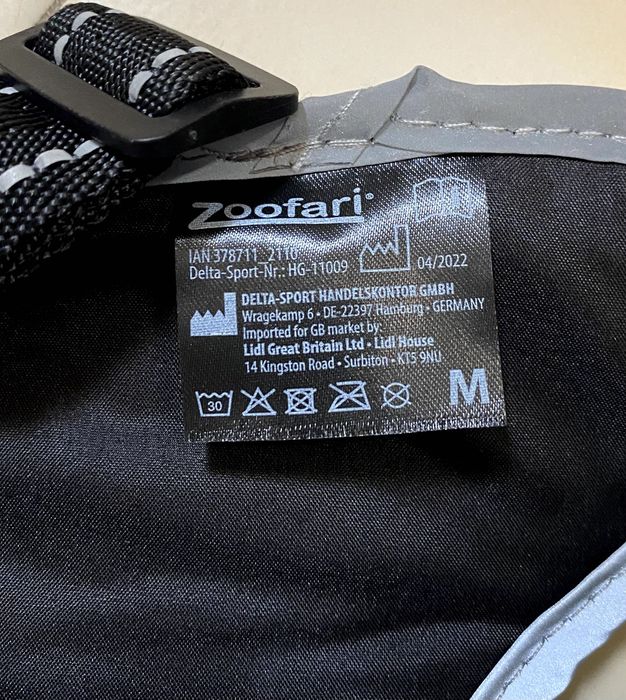 Zoofari®
IAN 378711_2110
Delta-Sport-Nr.: HG-11009
04/2022
DELTA-SPORT HANDELSKONTOR GMBH
Wragekamp 6 • DE-22397 Hamburg • GERMANY
Imported for GB market by:
Lidl Great Britain Ltd • Lidl House
14 Kingston Road • Surbiton • KT5 9NU
30
M